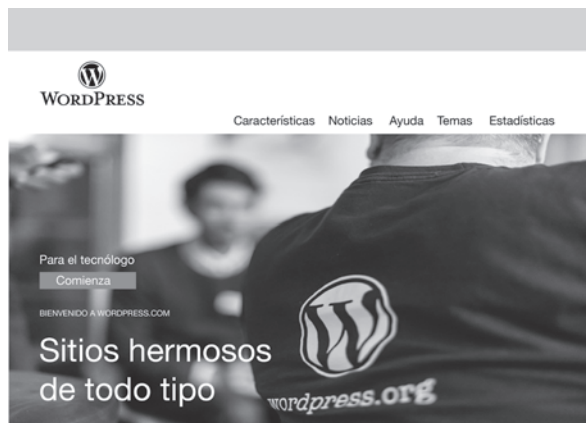 WORDPRESS
Características Noticias Ayuda Temas Estadísticas
Para el tecnólogo
Comienza
BIENVENIDO A WORDPRESS.COM
Sitios hermosos
de todo tipo
wordpress.org